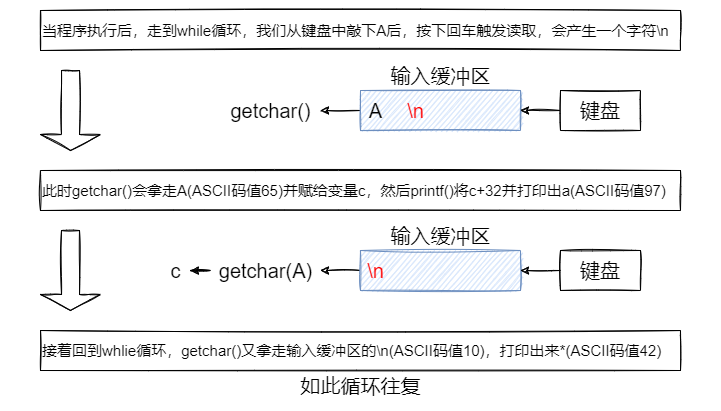 当程序执行后，走到while循环，我们从键盘中敲下A后，按下回车触发读取，会产生一个字符\n
输入缓冲区
getchar() A \n 键盘
此时getchar()会拿走A(ASCII码值65)并赋给变量c，然后printf()将c+32并打印出a(ASCII码值97)
输入缓冲区
c getchar(A) \n 键盘
接着回到whlie循环，getchar()又拿走输入缓冲区的\n(ASCII码值10)，打印出来*(ASCII码值42)
如此循环往复